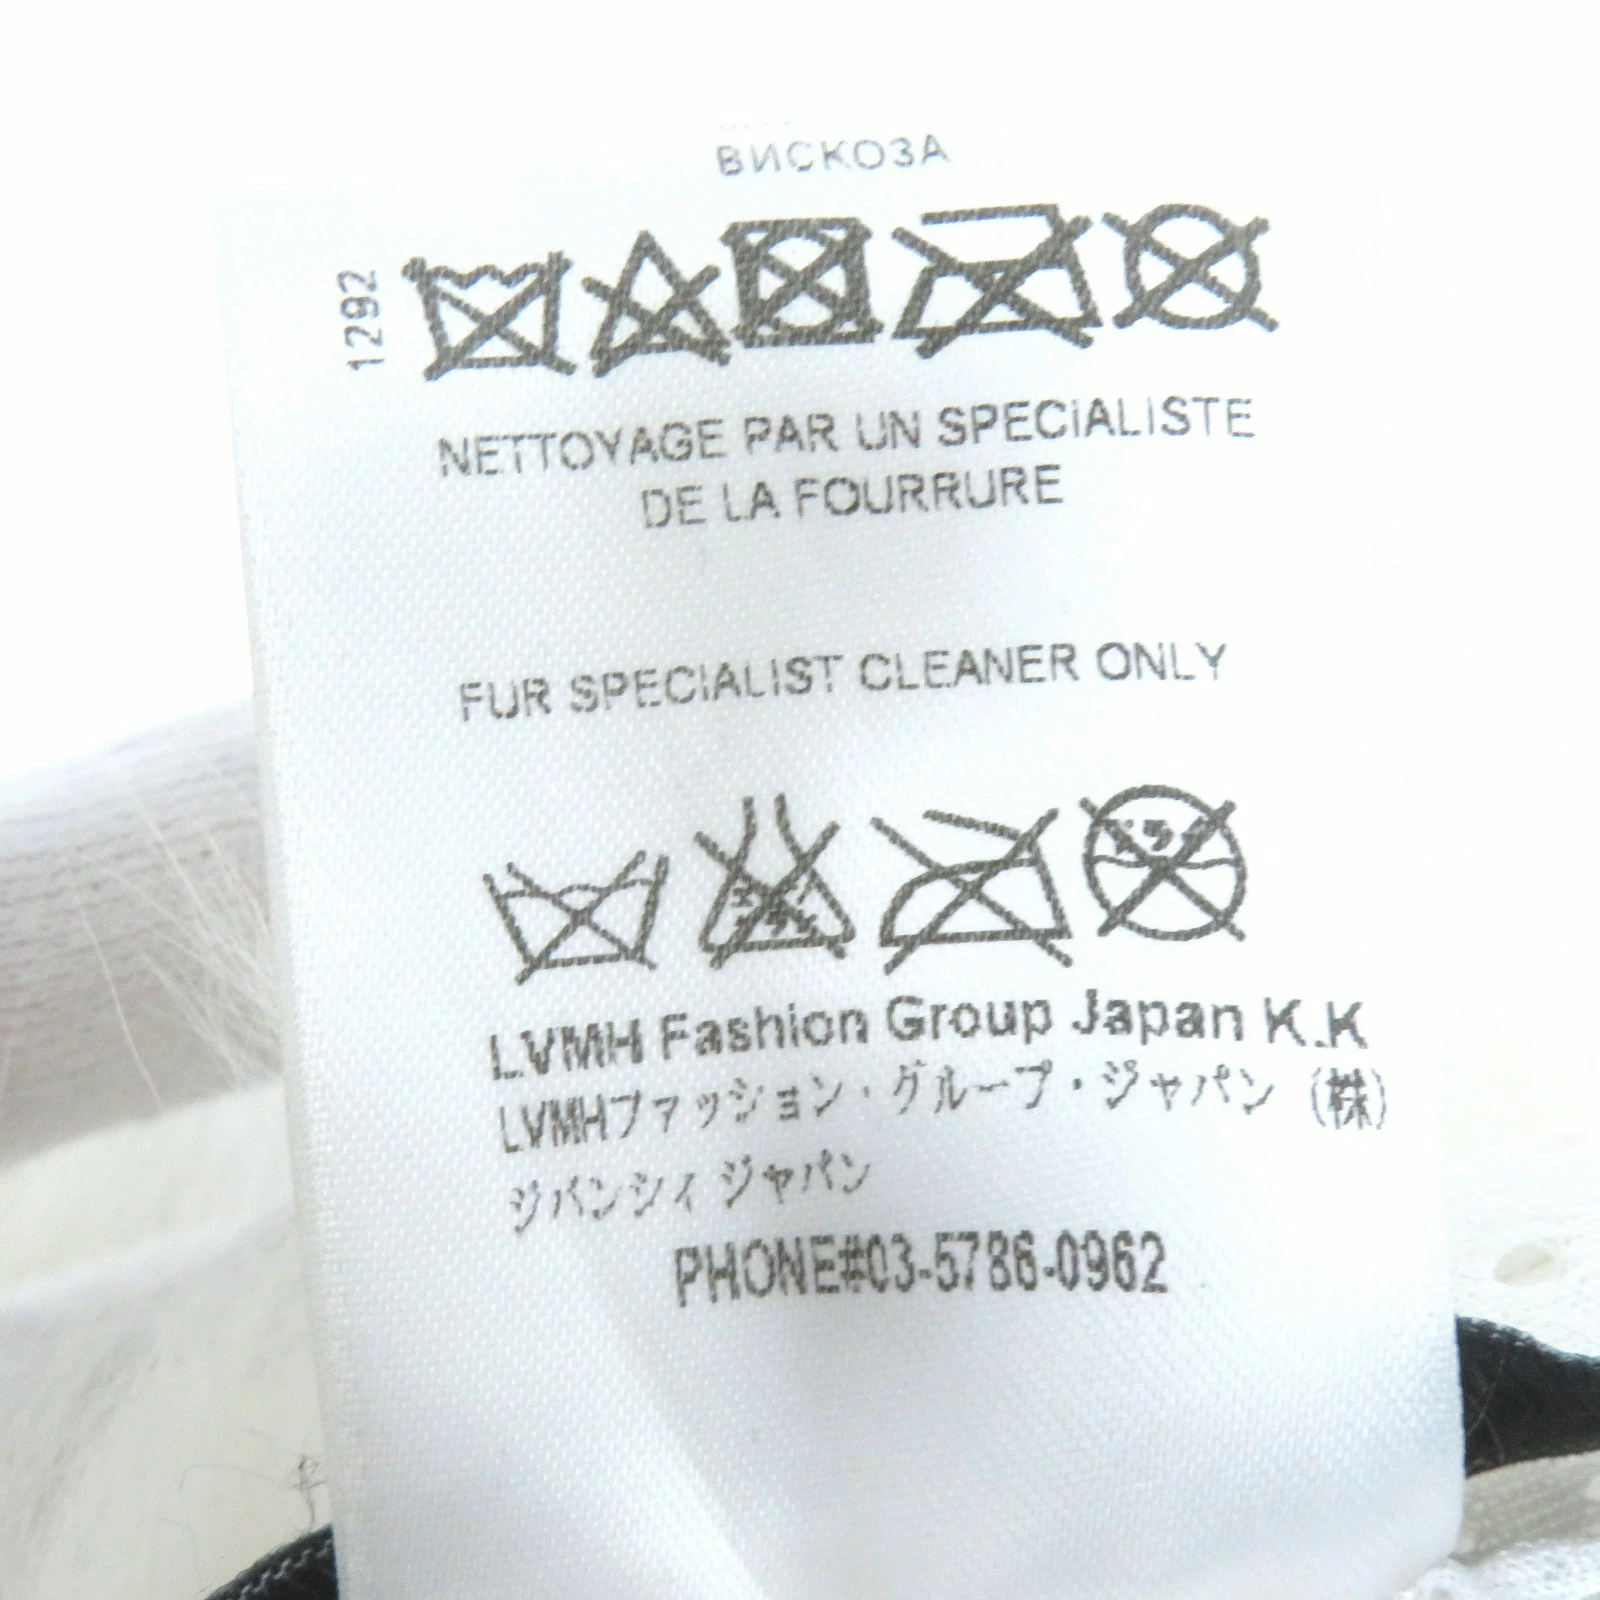 ВИСКОЗА
1292
NETTOYAGE PAR UN SPECIALISTE
DE LA FOURRURE
FUR SPECIALIST CLEANER ONLY
LVMH Fashion Group Japan K.K
LVMHファッション・グループ・ジャパン (株)
ジバンシィ ジャパン
PHONE#03-5786-0962